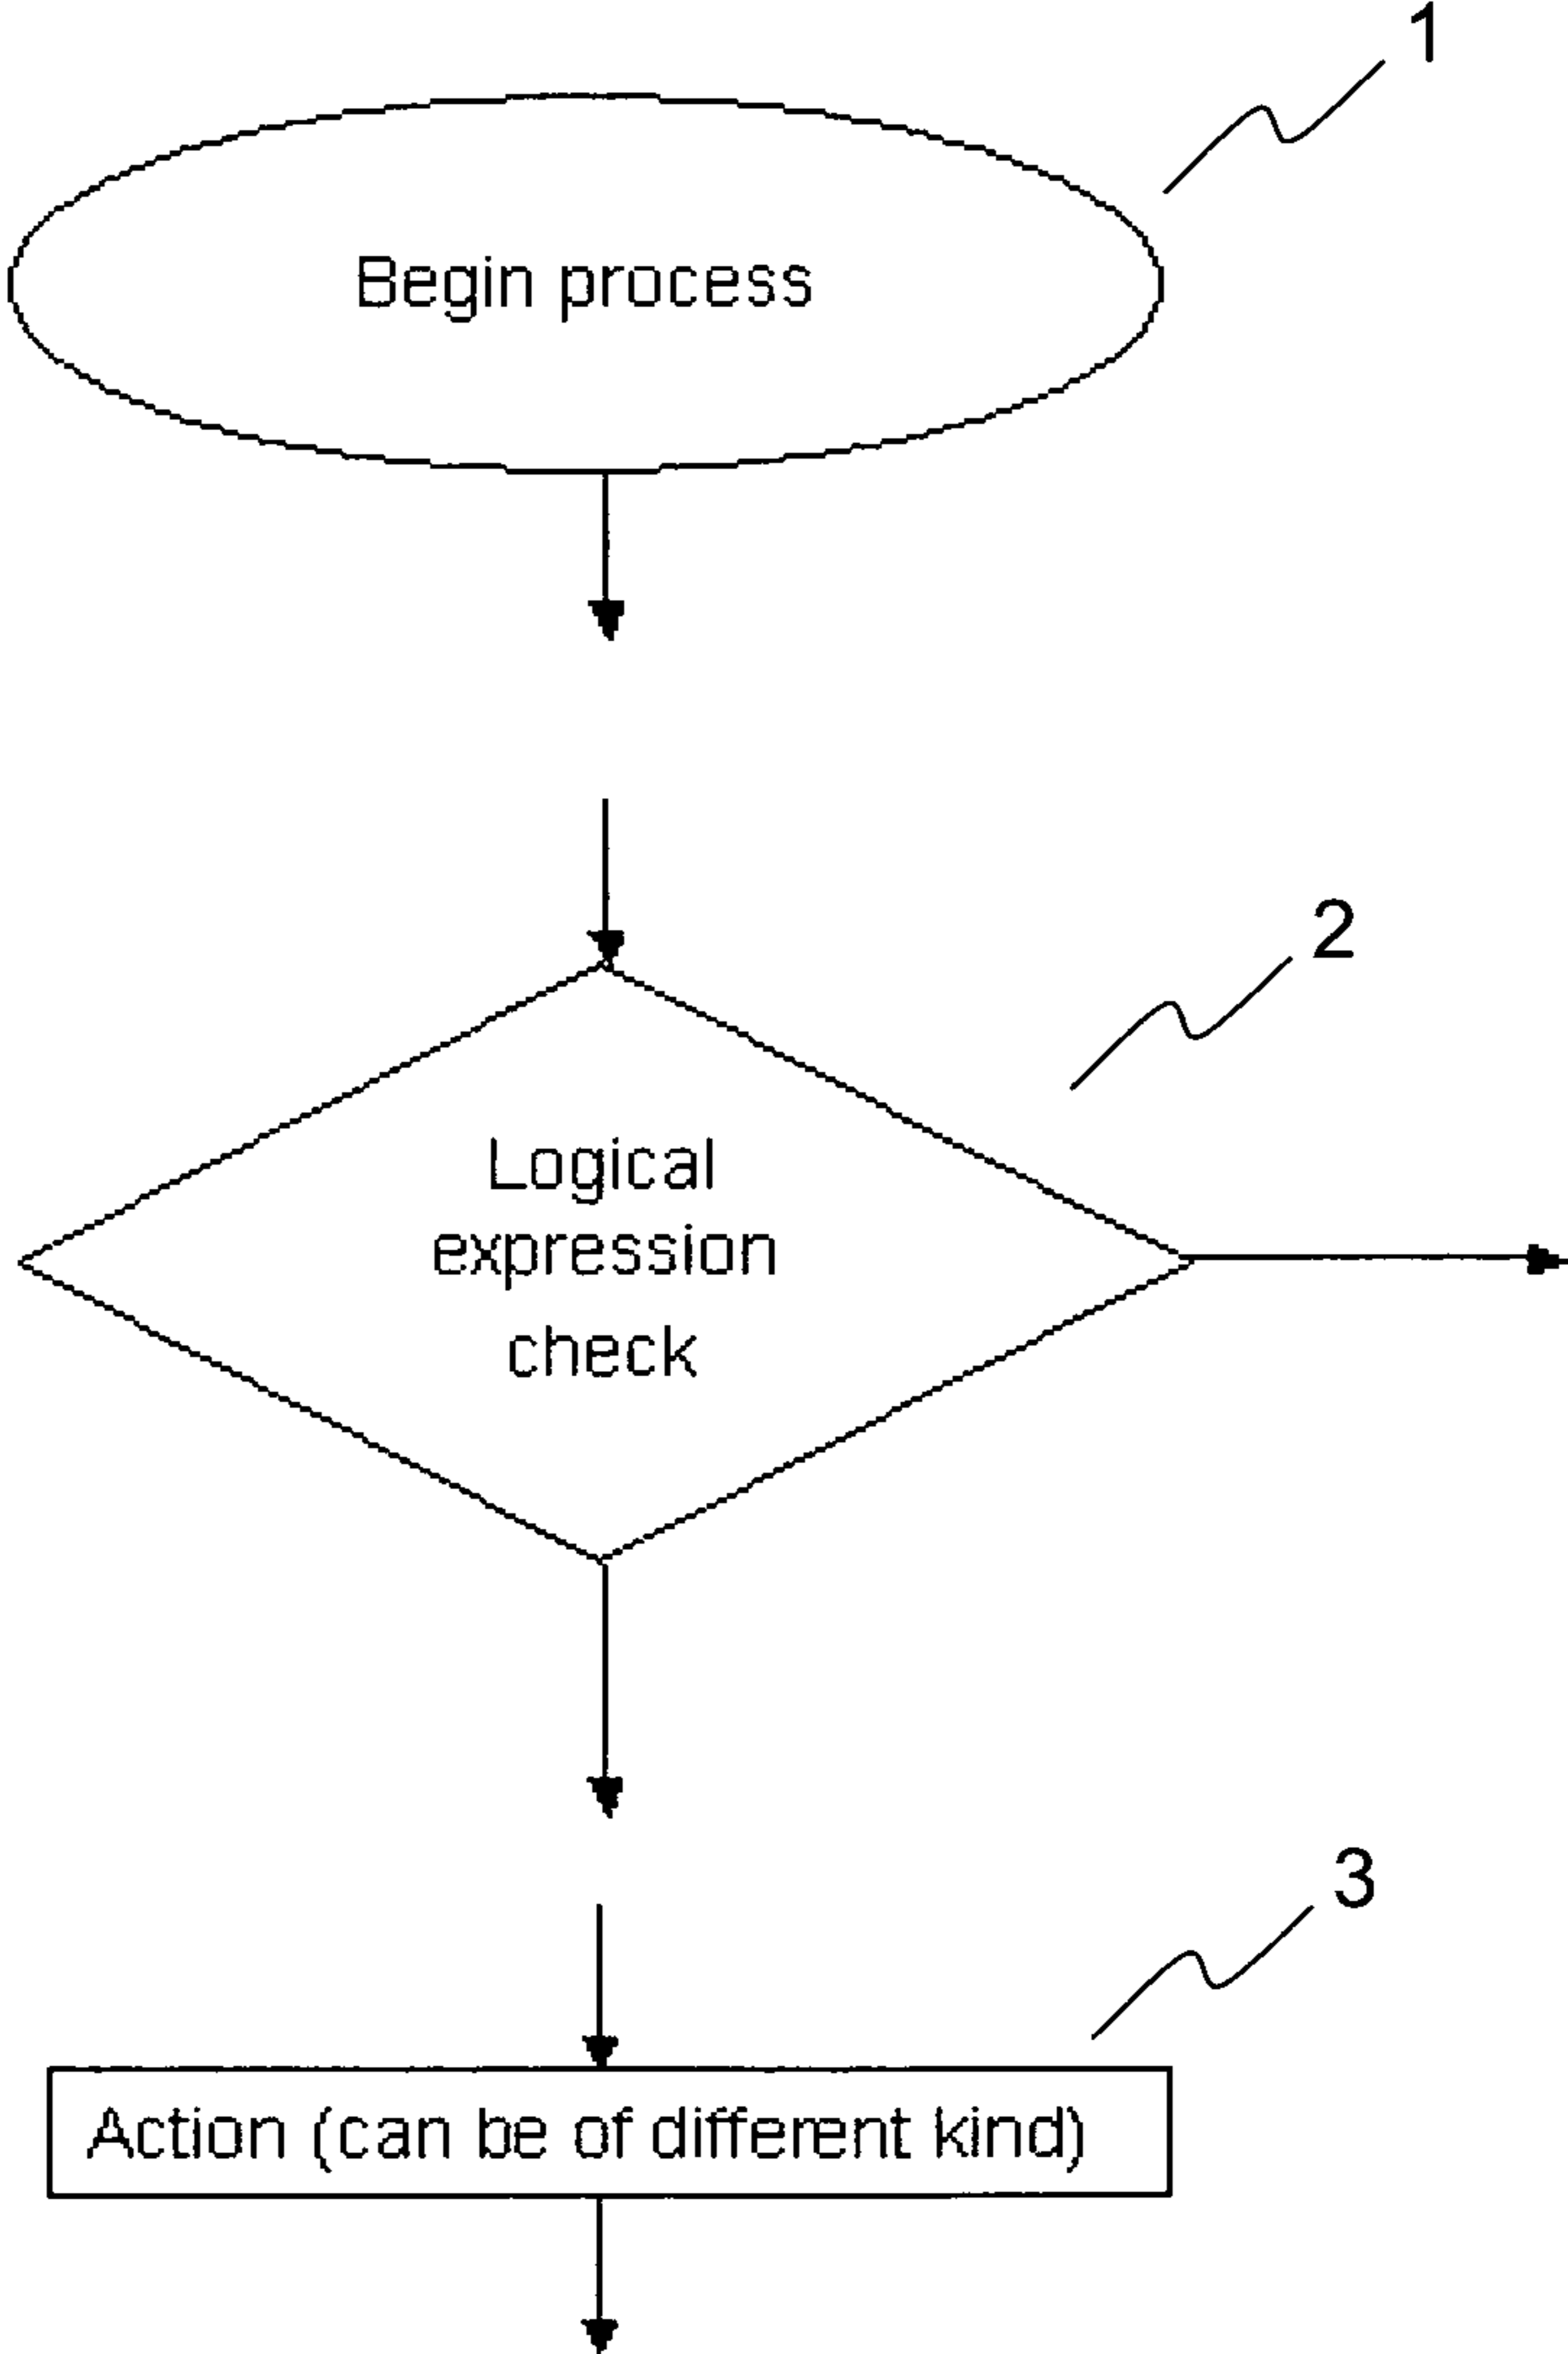 1
Begin process
2
Logical
expression
check
3
Action (can be of different kind)